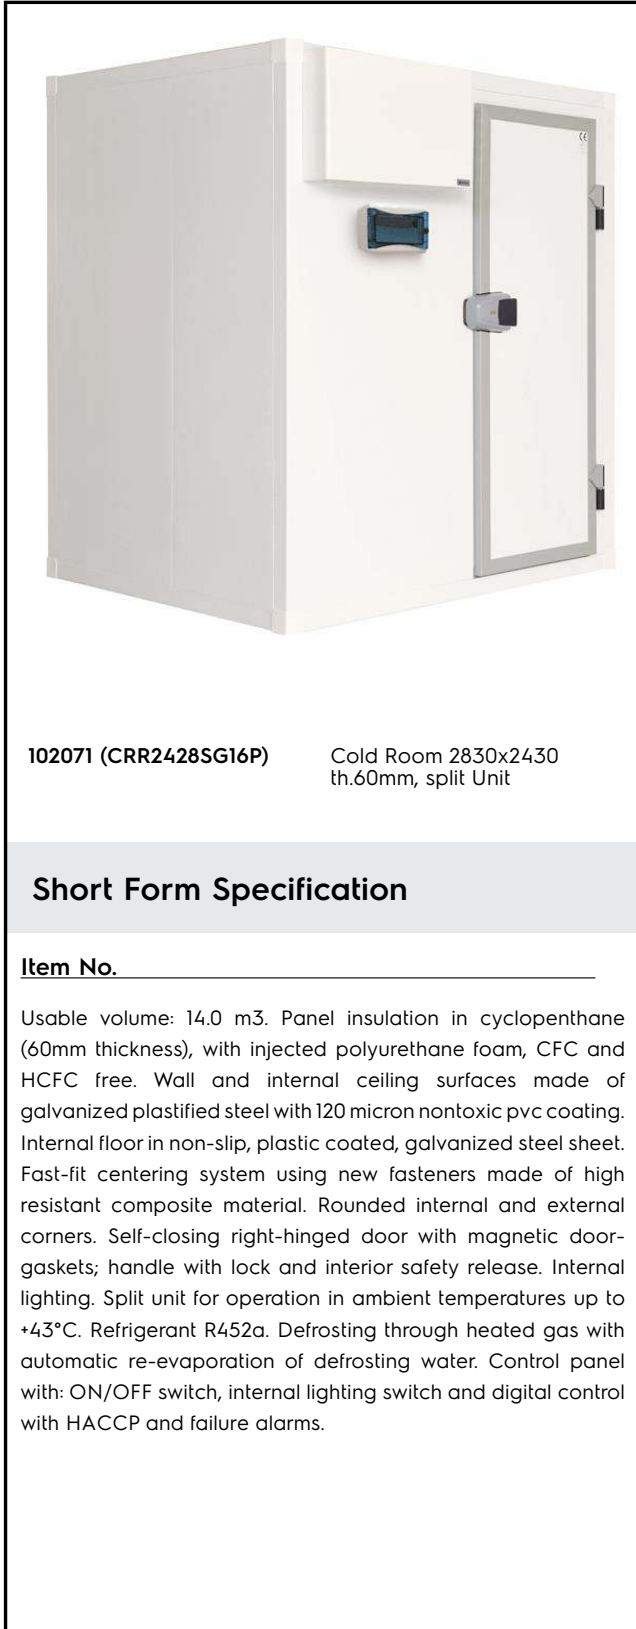 CE
102071 (CRR2428SG16P)
Cold Room 2830x2430
th.60mm, split Unit
Short Form Specification
Item No.
Usable volume: 14.0 m3. Panel insulation in cyclopenthane
(60mm thickness), with injected polyurethane foam, CFC and
HCFC free. Wall and internal ceiling surfaces made of
galvanized plastified steel with 120 micron nontoxic pvc coating.
Internal floor in non-slip, plastic coated, galvanized steel sheet.
Fast-fit centering system using new fasteners made of high
resistant composite material. Rounded internal and external
corners. Self-closing right-hinged door with magnetic door-
gaskets; handle with lock and interior safety release. Internal
lighting. Split unit for operation in ambient temperatures up to
+43°C. Refrigerant R452a. Defrosting through heated gas with
automatic re-evaporation of defrosting water. Control panel
with: ON/OFF switch, internal lighting switch and digital control
with HACCP and failure alarms.